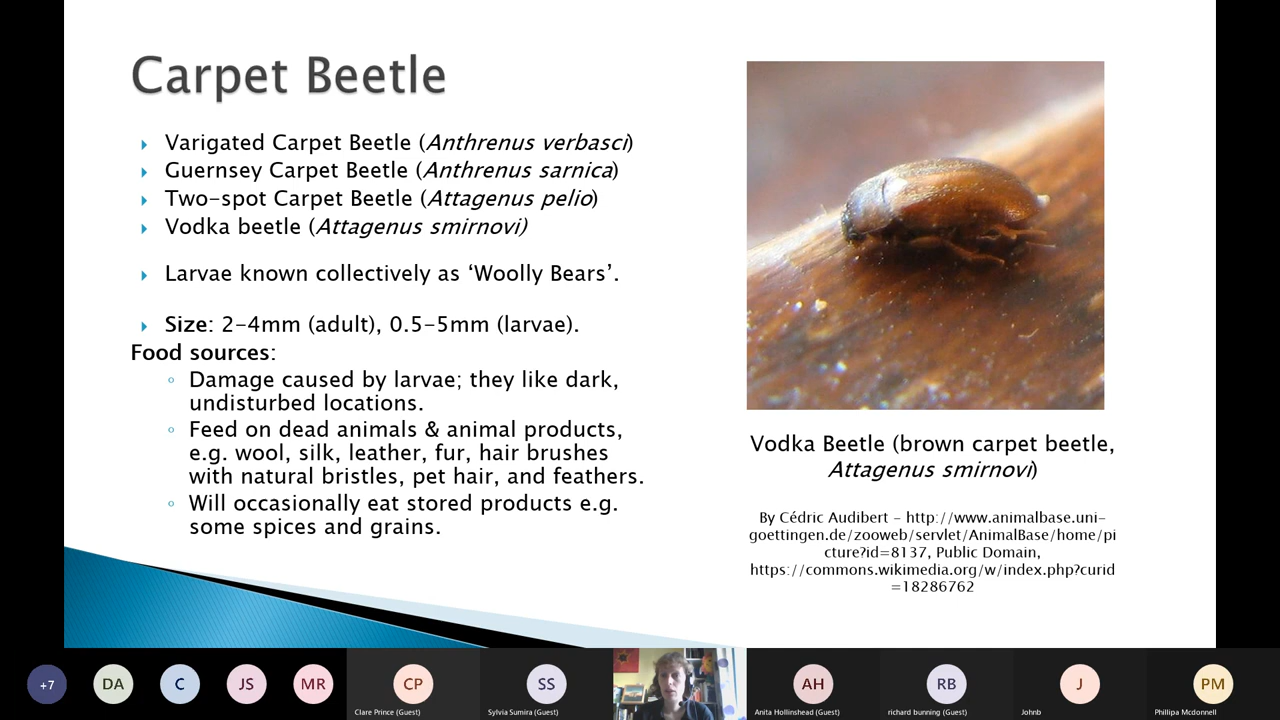 Carpet Beetle
Varigated Carpet Beetle (Anthrenus verbasci)
Guernsey Carpet Beetle (Anthrenus sarnica)
Two-spot Carpet Beetle (Attagenus pelio)
Vodka beetle (Attagenus smirnovi)
Larvae known collectively as ‘Woolly Bears’.
Size: 2-4mm (adult), 0.5-5mm (larvae).
Food sources:
Damage caused by larvae; they like dark,
undisturbed locations.
Feed on dead animals & animal products,
e.g. wool, silk, leather, fur, hair brushes
with natural bristles, pet hair, and feathers.
Will occasionally eat stored products e.g.
some spices and grains.
Vodka Beetle (brown carpet beetle,
Attagenus smirnovi)
By Cédric Audibert - http://www.animalbase.uni-
goettingen.de/zooweb/servlet/AnimalBase/home/pi
cture?id=8137, Public Domain,
https://commons.wikimedia.org/w/index.php?curid
=18286762
+7
DA
C
JS
MR
CP
Clare Prince (Guest)
SS
Sylvia Sumira (Guest)
AH
Anita Hollinshead (Guest)
RB
richard bunning (Guest)
J
Johnb
PM
Phillipa Mcdonnell